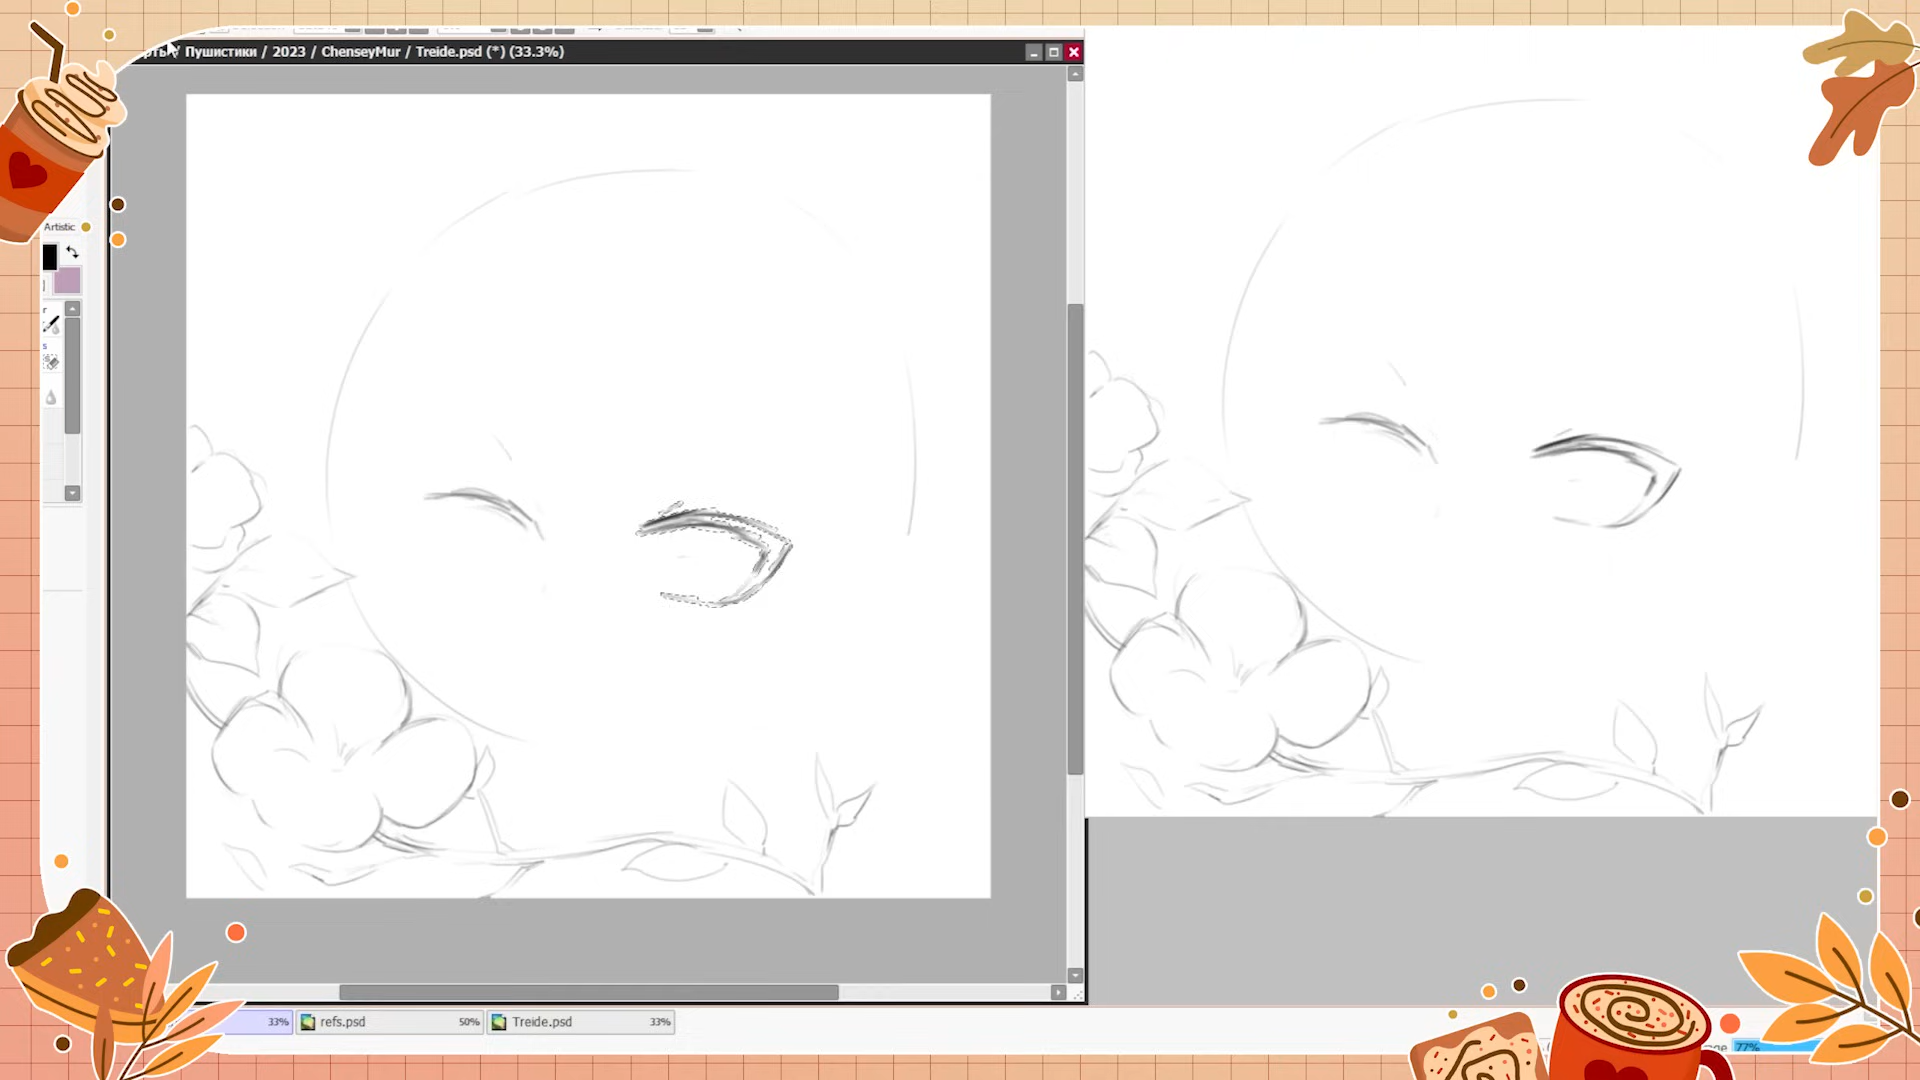 Пушистики / 2023 / ChenseyMur / Treide.psd (*) (33.3%)
Artistic
33%
refs.psd 50%
Treide.psd 33%
77%